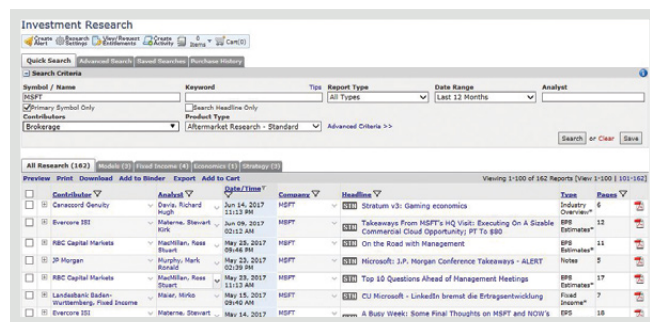 Investment Research
Create Alert Research Settings View/Request Entitlements Create Activity 0 Items Cart(0)
Quick Search Advanced Search Saved Searches Purchase History
Search Criteria
Symbol / Name Keyword Tips Report Type Date Range Analyst
MSFT All Types Last 12 Months
Primary Symbol Only Search Headline Only
Contributors Product Type
Brokerage Aftermarket Research - Standard Advanced Criteria >>
Search or Clear Save
All Research (162) Models (3) Fixed Income (4) Economics (1) Strategy (3)
Preview Print Download Add to Binder Export Add to Cart Viewing 1-100 of 162 Reports [View 1-100 | 101-162]
Contributor Analyst Date/Time Company Headline Type Pages
Canaccord Genuity Davis, Richard Hugh Jun 14, 2017 11:13 PM MSFT Stratum v3: Gaming economics Industry Overview* 6
Evercore ISI Materne, Stewart Kirk Jun 09, 2017 02:12 AM MSFT Takeaways From MSFT's HQ Visit: Executing On A Sizable Commercial Cloud Opportunity; PT To $80 EPS Estimates* 12
RBC Capital Markets MacMillan, Ross Stuart May 25, 2017 09:46 PM MSFT On the Road with Management EPS Estimates* 11
JP Morgan Murphy, Mark Ronald May 23, 2017 02:39 PM MSFT Microsoft: J.P. Morgan Conference Takeaways - ALERT Notes 5
RBC Capital Markets MacMillan, Ross Stuart May 23, 2017 11:13 AM MSFT Top 10 Questions Ahead of Management Meetings EPS Estimates* 17
Landesbank Baden-Wurttemberg, Fixed Income Maier, Mirko May 15, 2017 05:40 AM MSFT CU Microsoft - LinkedIn bremst die Ertragsentwicklung Fixed Income* 7
Evercore ISI Materne, Stewart May 14, 2017 MSFT A Busy Week: Some Final Thoughts on MSFT and NOW's EPS 18